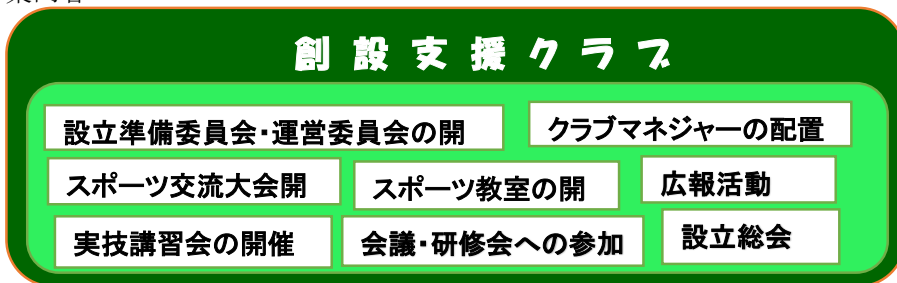 創設支援クラブ
設立準備委員会・運営委員会の開
クラブマネジャーの配置
スポーツ交流大会開
スポーツ教室の開
広報活動
実技講習会の開催
会議・研修会への参加
設立総会